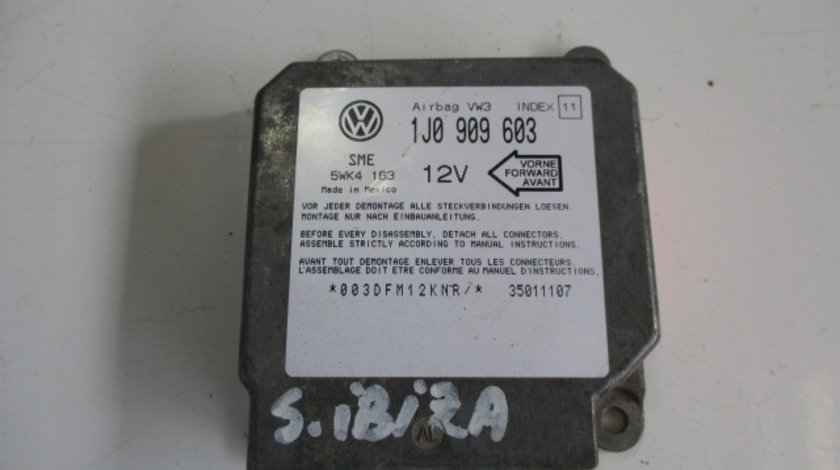 Airbag VW3 INDEX 11
1J0 909 603
SME
5WK4 163
Made in Mexico
12V
VORNE
FORWARD
AVANT
VOR JEDER DEMONTAGE ALLE STECKVERBINDUNGEN LOESEN.
MONTAGE NUR NACH EINBAUANLEITUNG.
BEFORE EVERY DISASSEMBLY, DETACH ALL CONNECTORS.
ASSEMBLE STRICTLY ACCORDING TO MANUAL INSTRUCTIONS.
AVANT TOUT DEMONTAGE ENLEVER TOUS LES CONNECTEURS.
L'ASSEMBLAGE DOIT ETRE CONFORME AU MANUEL D'INSTRUCTIONS.
*003DFM12KNR/* 35011107
S.iBiZA
AL